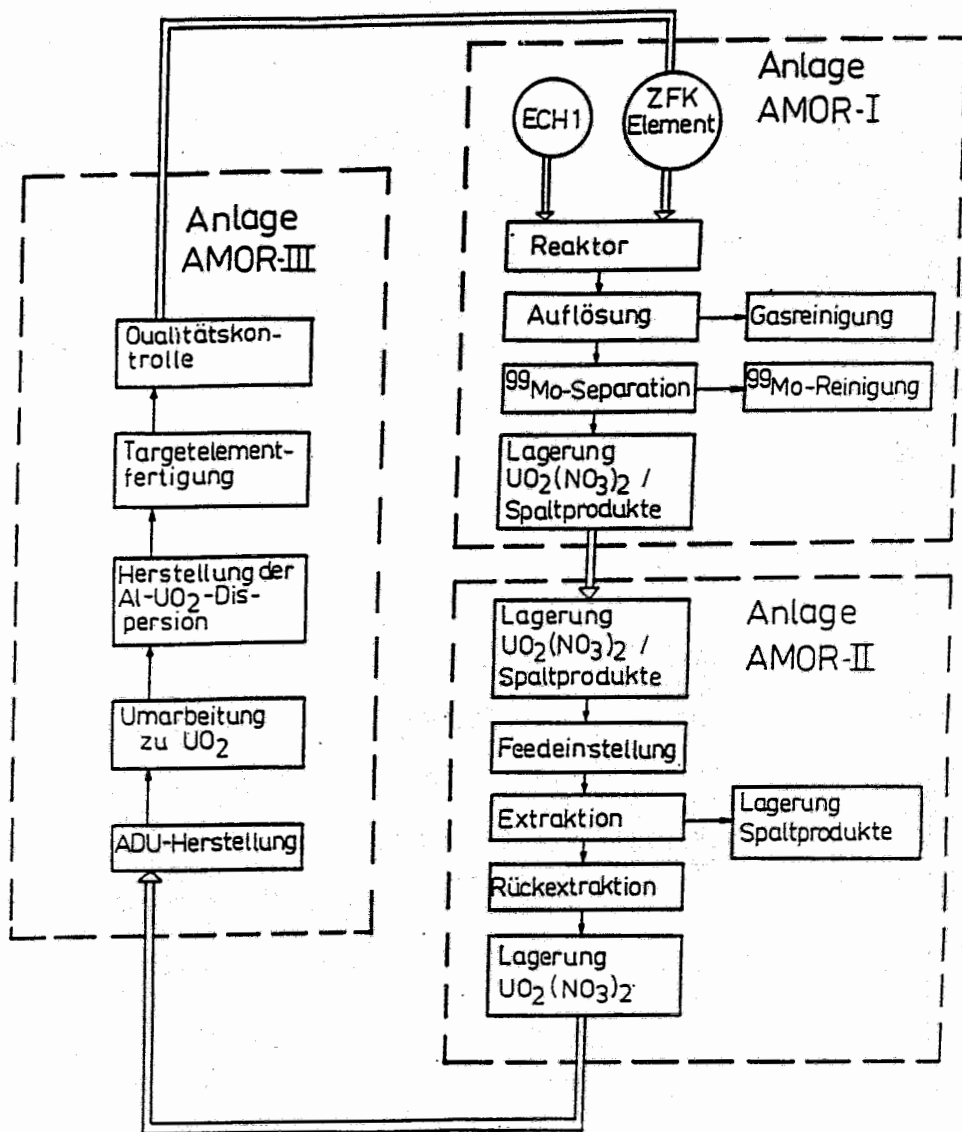 Anlage
AMOR-I
ECH1
ZFK
Element
Reaktor
Auflösung
Gasreinigung
99Mo-Separation
99Mo-Reinigung
Lagerung
UO2(NO3)2 /
Spaltprodukte
Anlage
AMOR-II
Lagerung
UO2(NO3)2 /
Spaltprodukte
Feedeinstellung
Extraktion
Lagerung
Spaltprodukte
Rückextraktion
Lagerung
UO2(NO3)2
Anlage
AMOR-III
Qualitätskon-
trolle
Targetelement-
fertigung
Herstellung der
Al-UO2-Dis-
persion
Umarbeitung
zu UO2
ADU-Herstellung